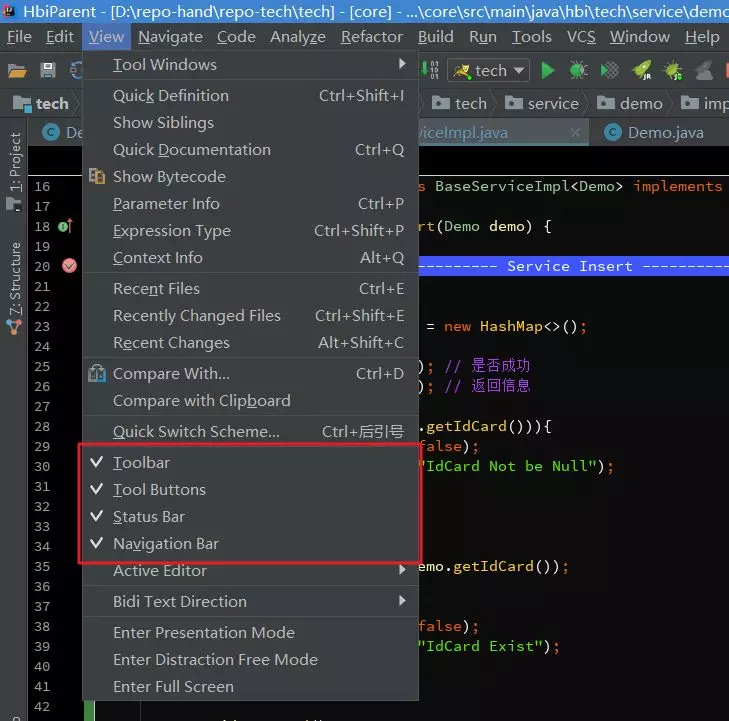 HbiParent - [D:\repo-hand\repo-tech\tech] - [core] - ...\core\src\main\java\hbi\tech\service\demo
File Edit View Navigate Code Analyze Refactor Build Run Tools VCS Window Help
tech
tech service demo imp
De
viceImpl.java
Demo.java
1: Project
Z: Structure
Tool Windows
Quick Definition Ctrl+Shift+I
Show Siblings
Quick Documentation Ctrl+Q
Show Bytecode
Parameter Info Ctrl+P
Expression Type Ctrl+Shift+P
Context Info Alt+Q
Recent Files Ctrl+E
Recently Changed Files Ctrl+Shift+E
Recent Changes Alt+Shift+C
Compare With... Ctrl+D
Compare with Clipboard
Quick Switch Scheme... Ctrl+后引号
Toolbar
Tool Buttons
Status Bar
Navigation Bar
Active Editor
Bidi Text Direction
Enter Presentation Mode
Enter Distraction Free Mode
Enter Full Screen
16 s BaseServiceImpl<Demo> implements
17
18 rt(Demo demo) {
19
20 --------- Service Insert ----------
21
22
23 = new HashMap<>();
24
25 ); // 是否成功
26 ); // 返回信息
27
28 .getIdCard())){
29 false);
30 "IdCard Not be Null");
31
32
33
34
35 emo.getIdCard());
36
37
38 false);
39 "IdCard Exist");
40
41
42